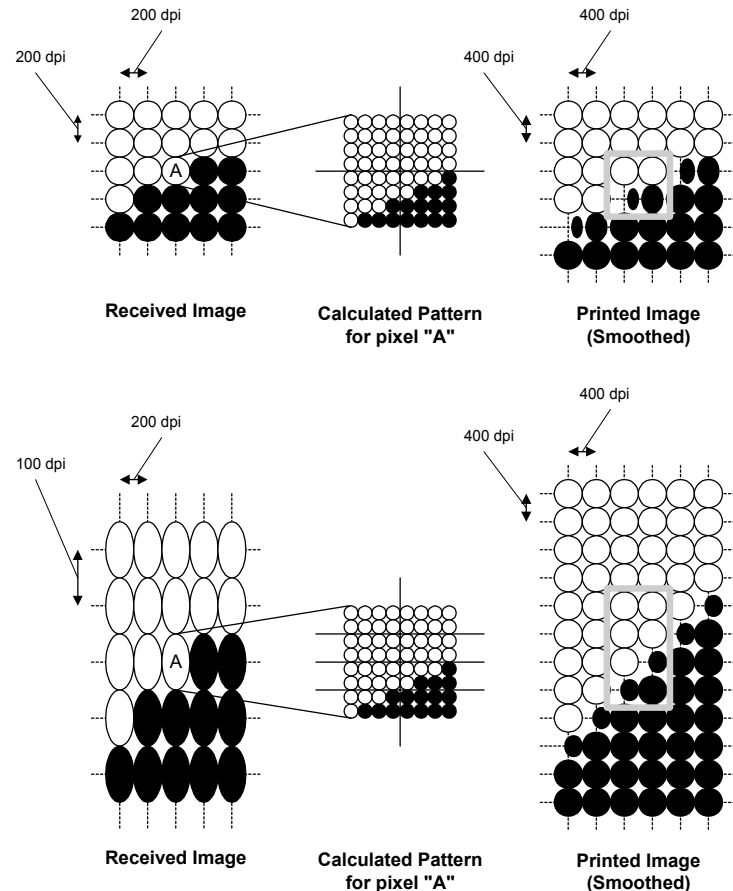 200 dpi
200 dpi
400 dpi
400 dpi
A
Received Image
Calculated Pattern
for pixel "A"
Printed Image
(Smoothed)
200 dpi
100 dpi
400 dpi
400 dpi
A
Received Image
Calculated Pattern
for pixel "A"
Printed Image
(Smoothed)